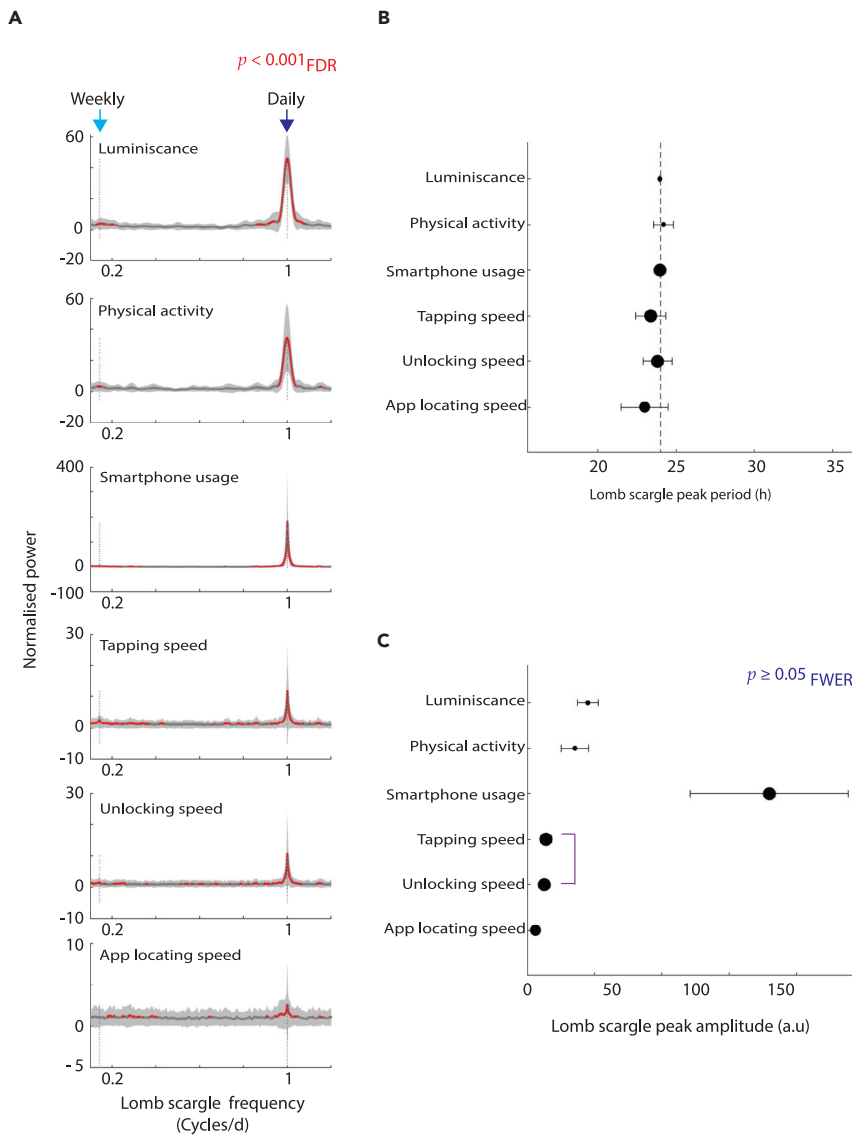 A
p < 0.001 FDR
Weekly
Daily
60
Luminiscance
0
-20
0.2
1
60
Physical activity
0
-20
0.2
1
400
Smartphone usage
0
-100
0.2
1
30
Tapping speed
0
-10
0.2
1
30
Unlocking speed
0
-10
0.2
1
10
App locating speed
0
-5
0.2
1
Normalised power
Lomb scargle frequency
(Cycles/d)
B
Luminiscance
Physical activity
Smartphone usage
Tapping speed
Unlocking speed
App locating speed
20
25
30
35
Lomb scargle peak period (h)
C
p ≥ 0.05 FWER
Luminiscance
Physical activity
Smartphone usage
Tapping speed
Unlocking speed
App locating speed
0
50
100
150
Lomb scargle peak amplitude (a.u)